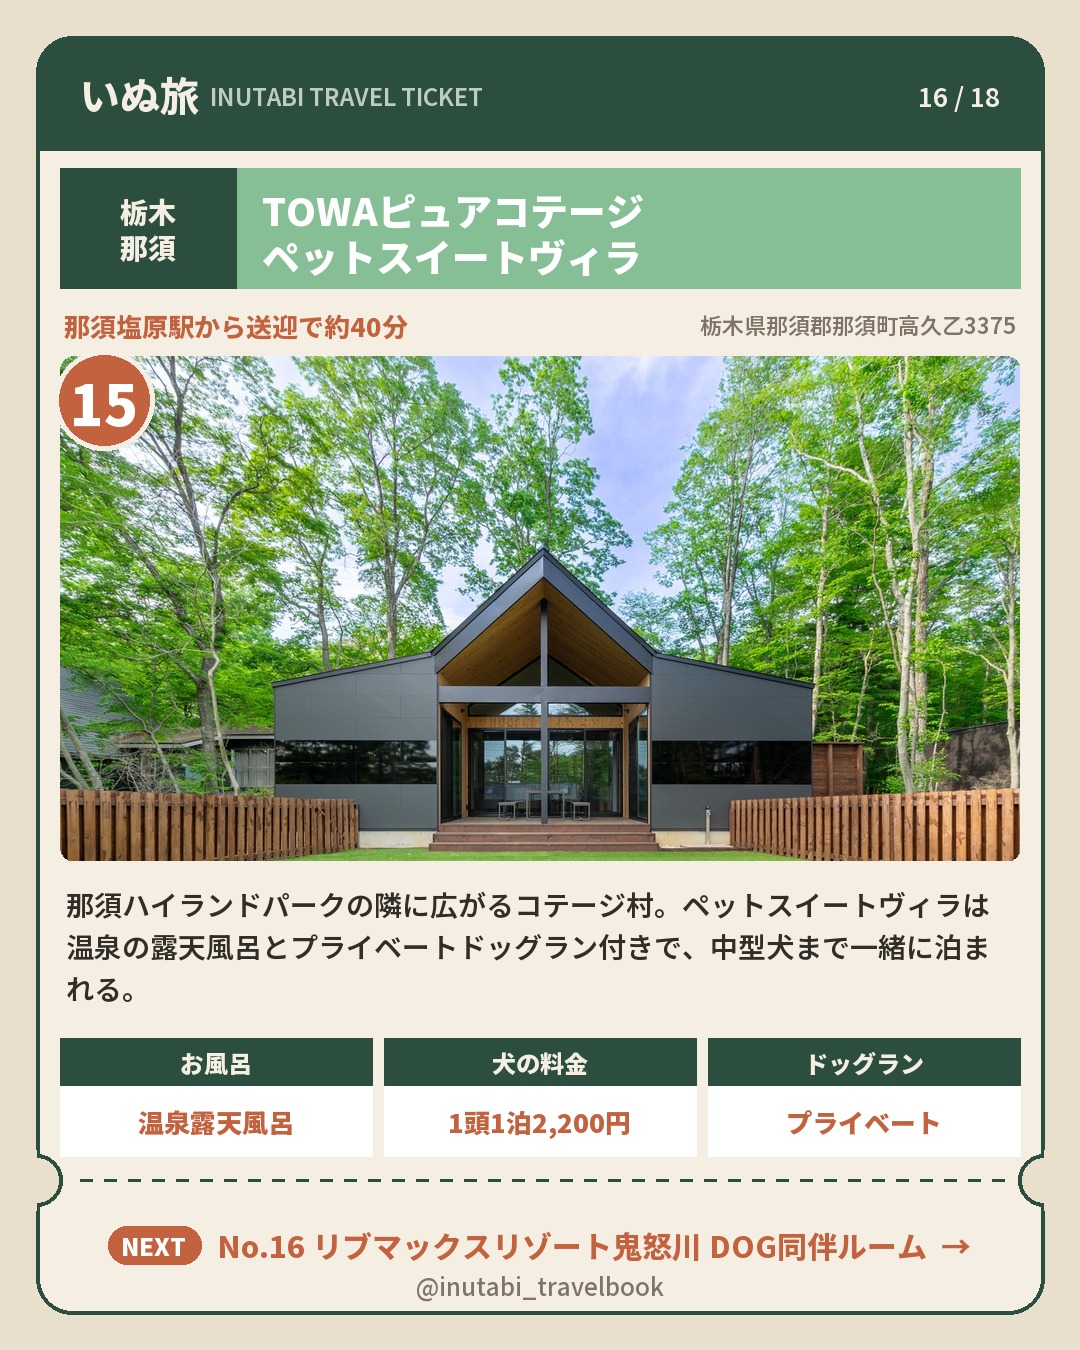 いぬ旅 INUTABI TRAVEL TICKET
16 / 18
栃木
那須
TOWAピュアコテージ
ペットスイートヴィラ
那須塩原駅から送迎で約40分
栃木県那須郡那須町高久乙3375
15
那須ハイランドパークの隣に広がるコテージ村。ペットスイートヴィラは
温泉の露天風呂とプライベートドッグラン付きで、中型犬まで一緒に泊ま
れる。
お風呂
温泉露天風呂
犬の料金
1頭1泊2,200円
ドッグラン
プライベート
NEXT No.16 リブマックスリゾート鬼怒川 DOG同伴ルーム →
@inutabi_travelbook